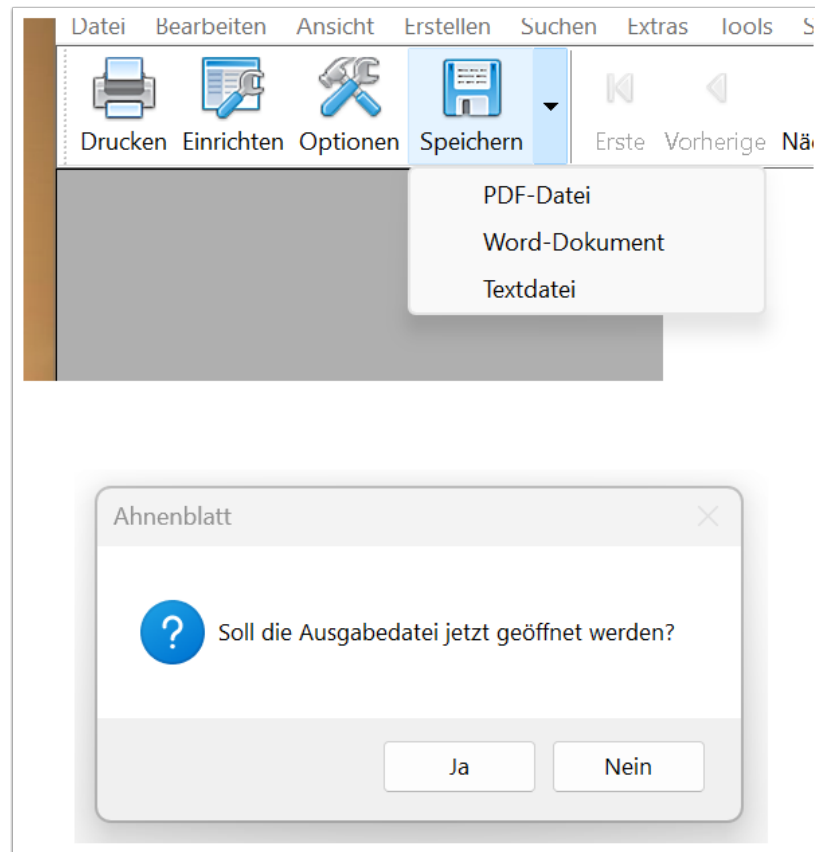 Datei Bearbeiten Ansicht Erstellen Suchen Extras Tools
Drucken Einrichten Optionen Speichern Erste Vorherige
PDF-Datei
Word-Dokument
Textdatei
Ahnenblatt
? Soll die Ausgabedatei jetzt geöffnet werden?
Ja Nein